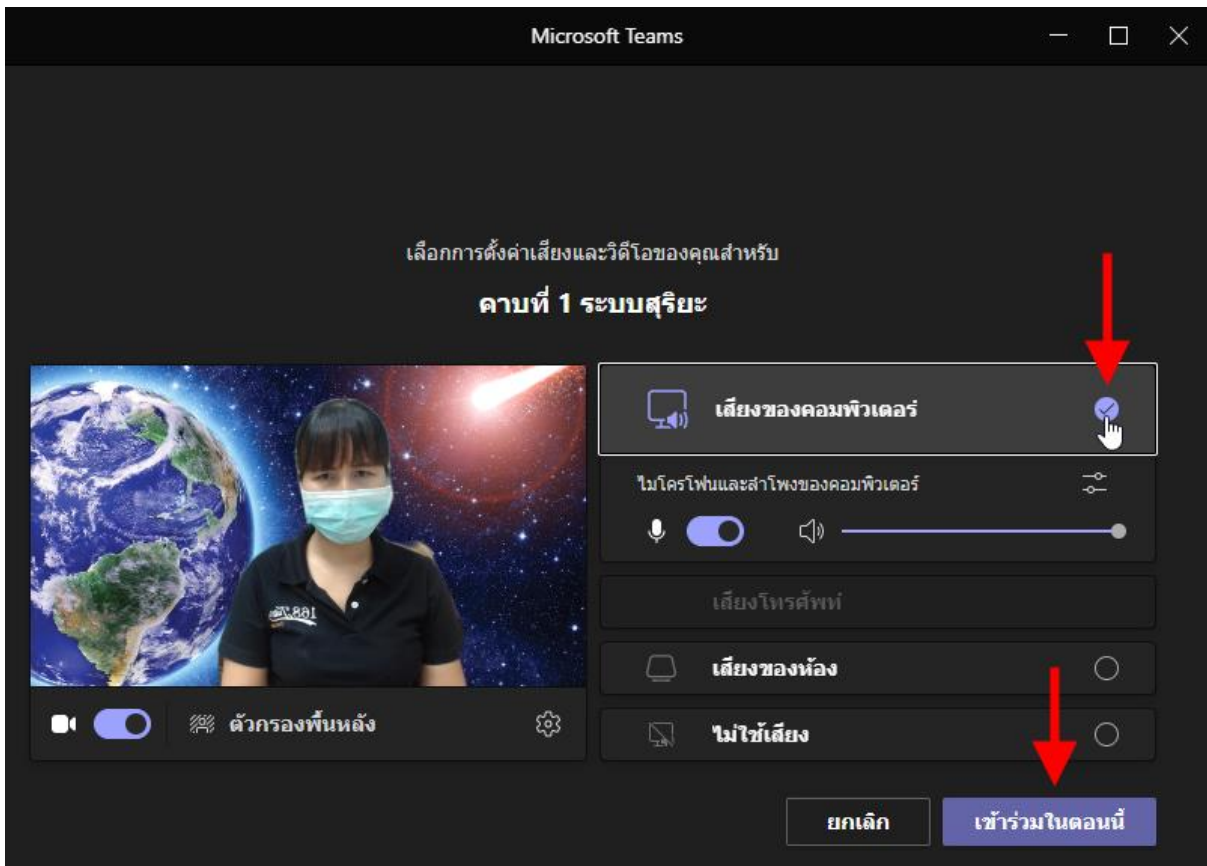 Microsoft Teams
เลือกการตั้งค่าเสียงและวิดีโอของคุณสำหรับ
คาบที่ 1 ระบบสุริยะ
เสียงของคอมพิวเตอร์
ไมโครโฟนและลำโพงของคอมพิวเตอร์
เสียงโทรศัพท์
เสียงของห้อง
ตัวกรองพื้นหลัง
ไม่ใช้เสียง
ยกเลิก
เข้าร่วมในตอนนี้